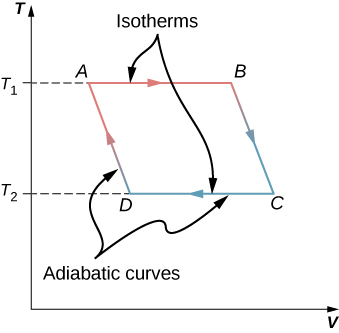 T
Isotherms
A
B
T₁
T₂
D
C
Adiabatic curves
V